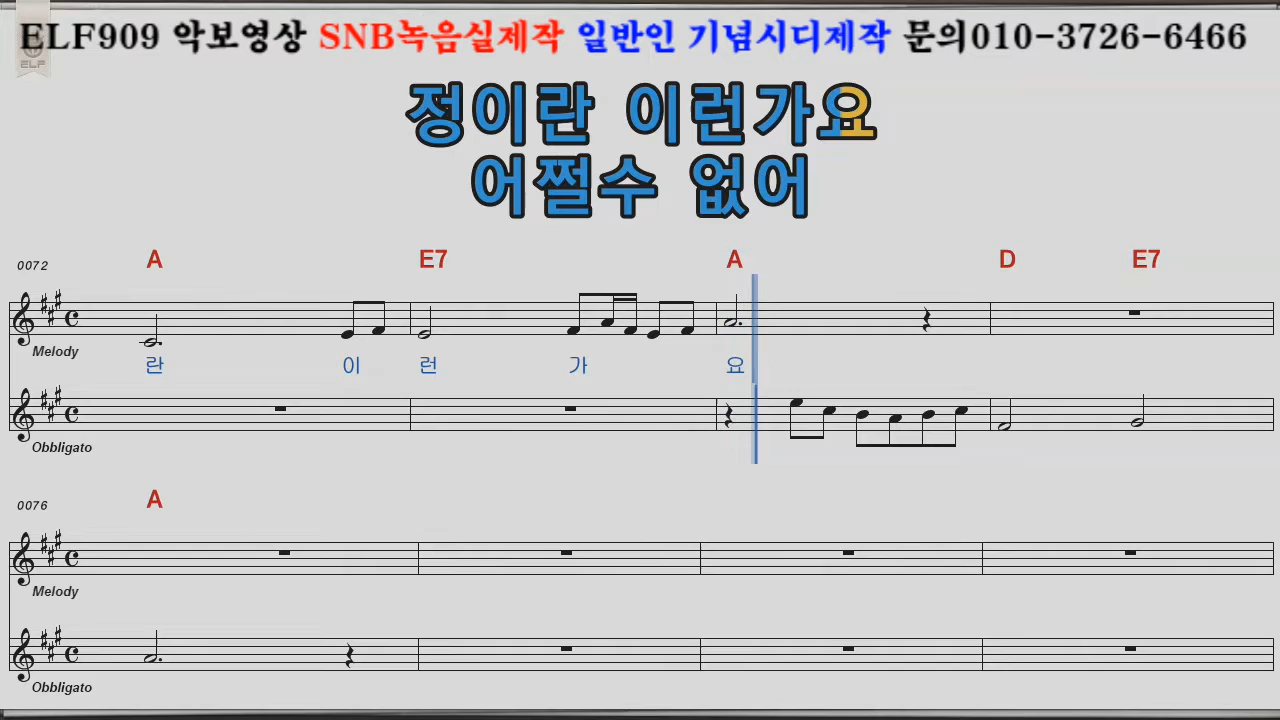 ELF909 악보영상 SNB녹음실제작 일반인 기념시디제작 문의010-3726-6466
ELF
정이란 이런가요
어쩔수 없어
A E7 A D E7
0072
Melody
란 이 런 가 요
Obbligato
A
0076
Melody
Obbligato